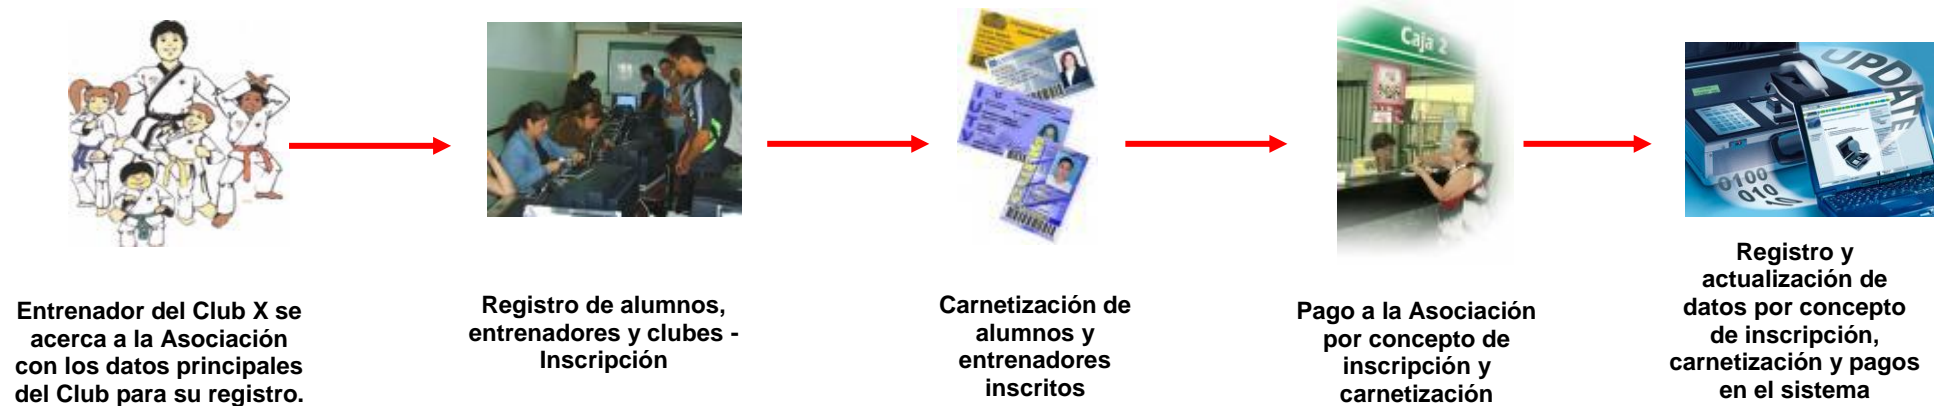 Entrenador del Club X se
acerca a la Asociación
con los datos principales
del Club para su registro.
Registro de alumnos,
entrenadores y clubes -
Inscripción
Carnetización de
alumnos y
entrenadores
inscritos
Caja 2
Pago a la Asociación
por concepto de
inscripción y
carnetización
UPDATE
0100
010
10
Registro y
actualización de
datos por concepto
de inscripción,
carnetización y pagos
en el sistema